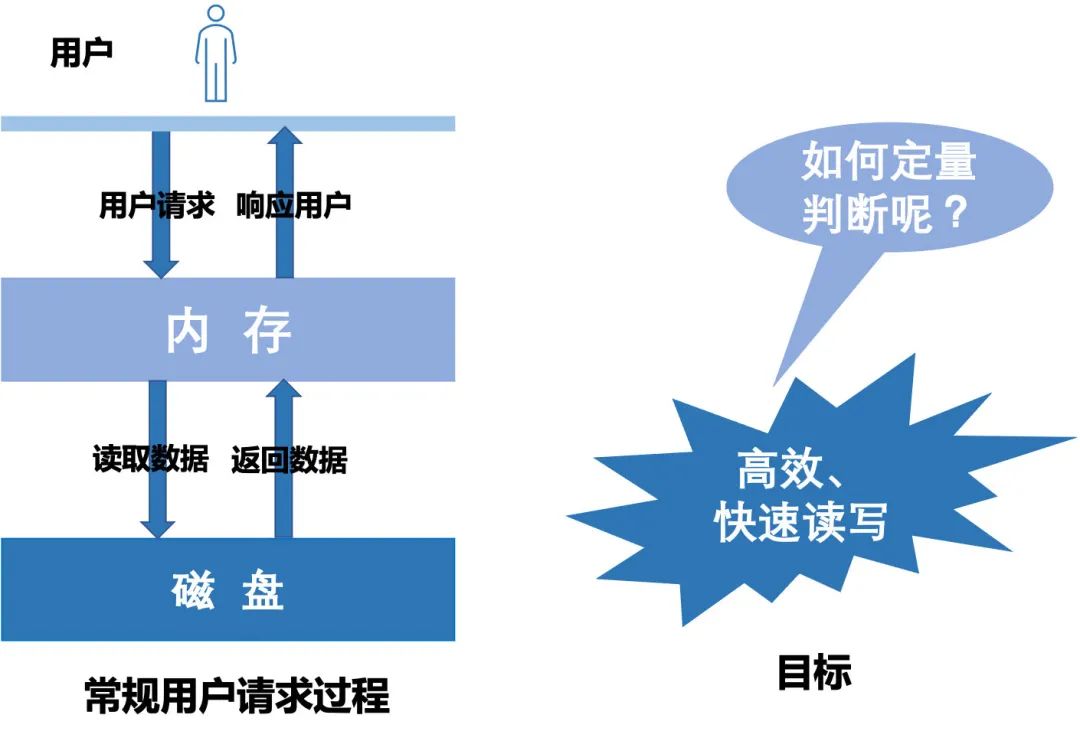 用户
用户请求 响应用户
内 存
读取数据 返回数据
磁 盘
常规用户请求过程
如何定量
判断呢？
高效、
快速读写
目标